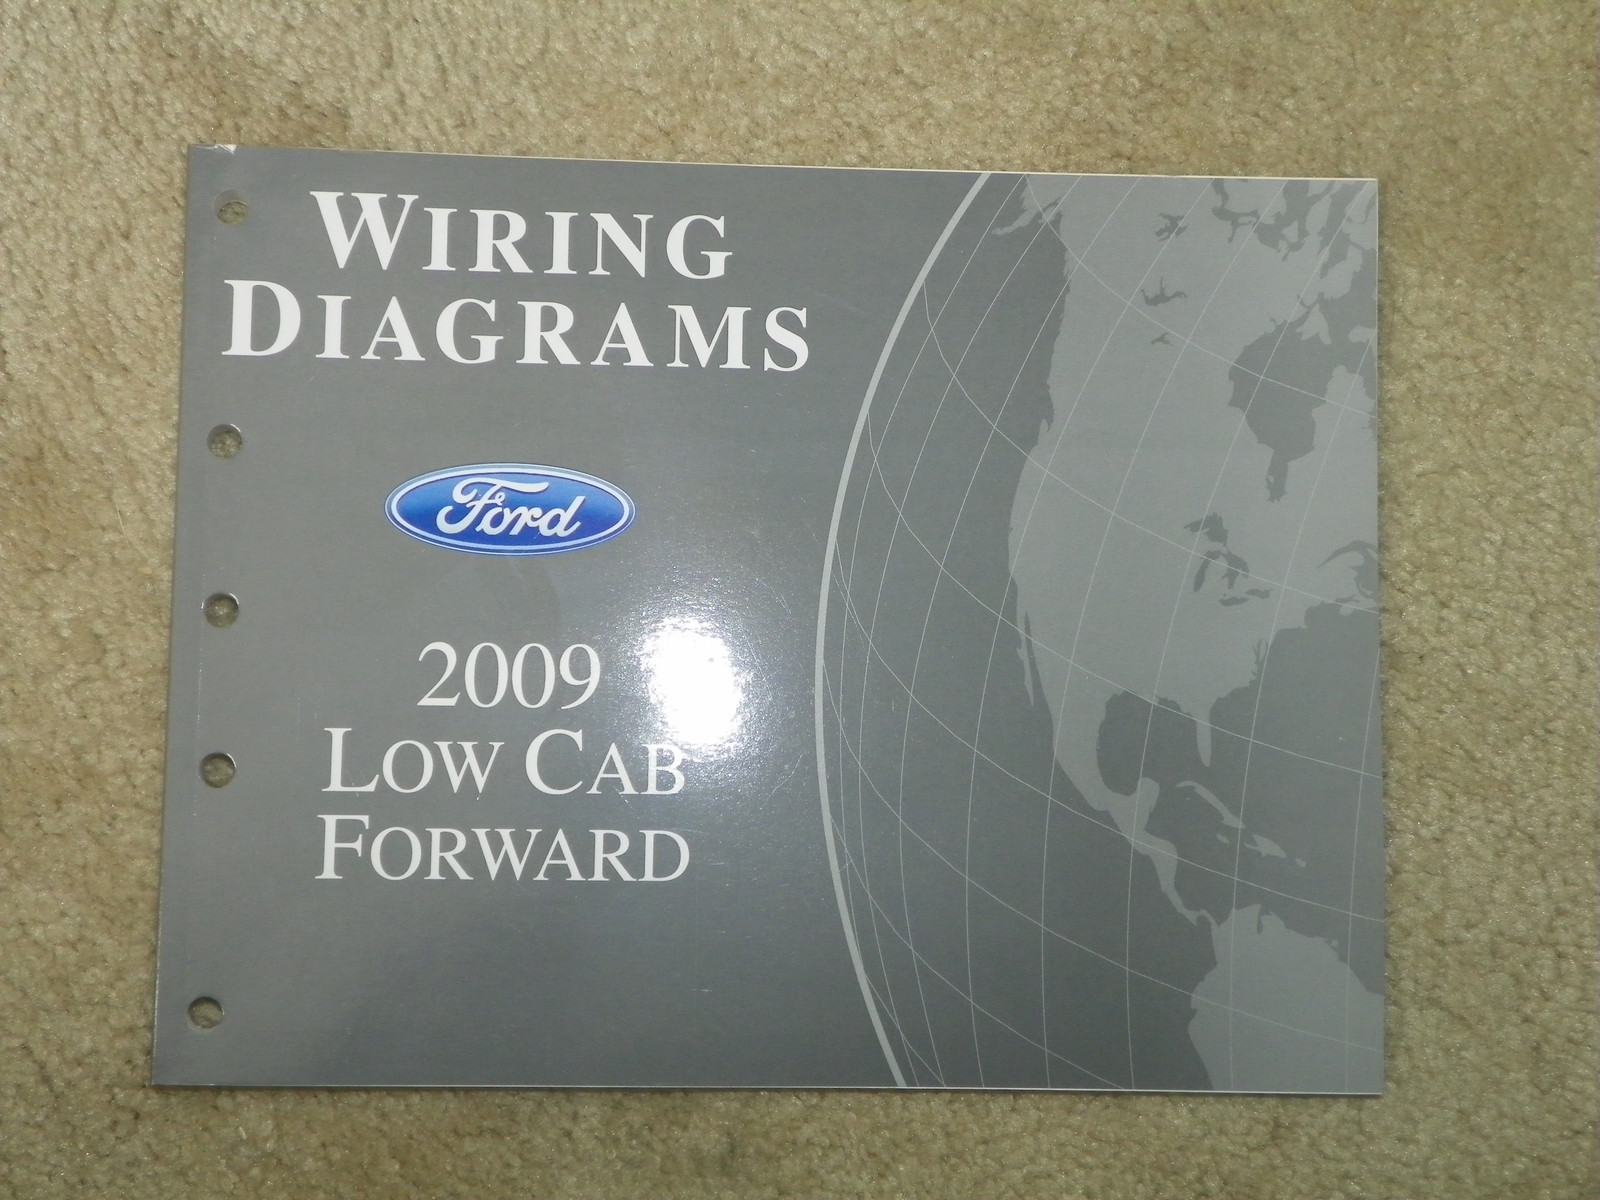 WIRING
DIAGRAMS
Ford
2009
LOW CAB
FORWARD